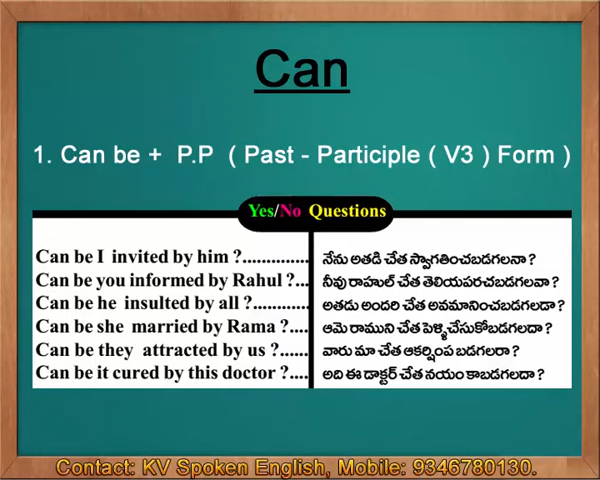 Can
1. Can be + P.P ( Past - Participle ( V3 ) Form )
Yes/No Questions
Can be I invited by him ?............... నేను అతడి చేత స్వాగతించబడగలనా ?
Can be you informed by Rahul ?... నీవు రాహుల్ చేత తెలియపరచబడగలవా ?
Can be he insulted by all ?............ అతడు అందరి చేత అవమానించబడగలడా ?
Can be she married by Rama ?.... ఆమె రాముని చేత పెళ్ళిచేసుకోబడగలదా ?
Can be they attracted by us ?...... వారు మా చేత ఆకర్షింప బడగలరా ?
Can be it cured by this doctor ?.... అది ఈ డాక్టర్ చేత నయం కాబడగలదా ?
Contact: KV Spoken English, Mobile: 9346780130.